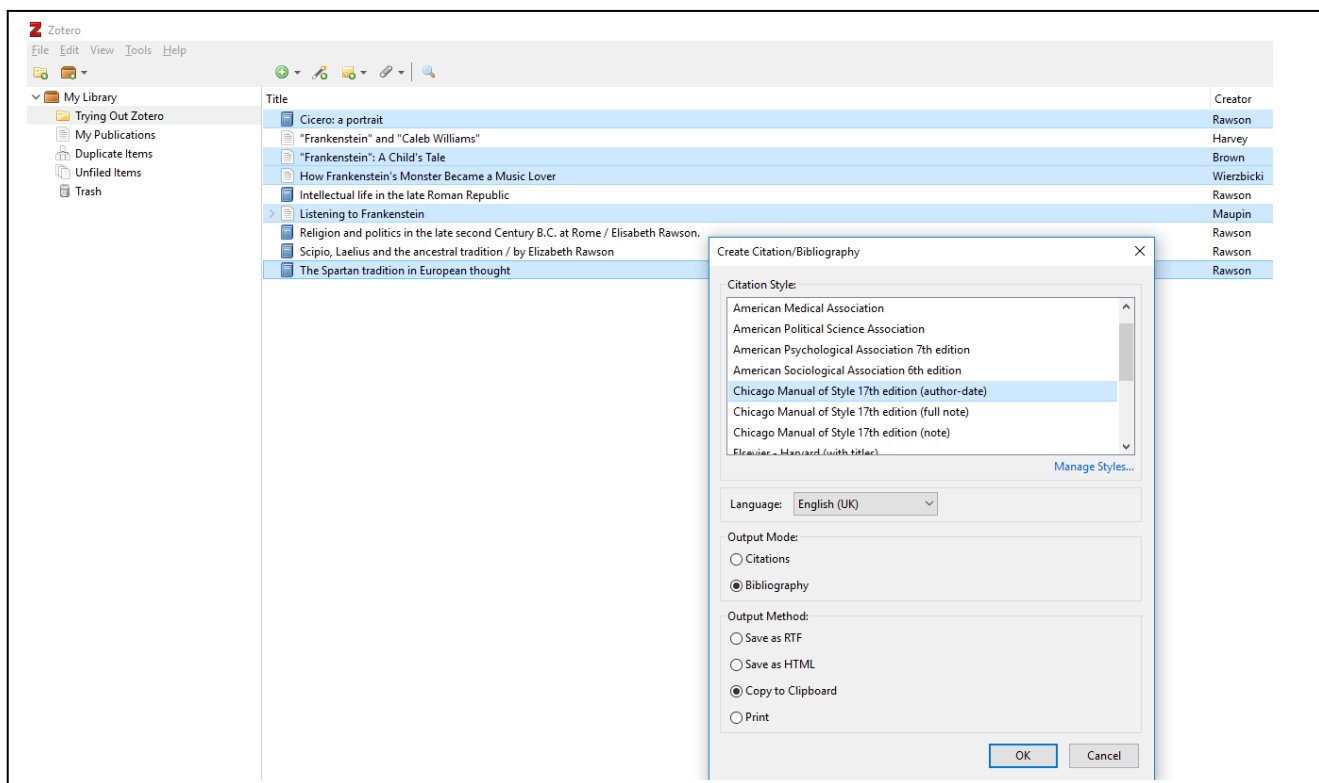 Zotero
File Edit View Tools Help
My Library
Trying Out Zotero
My Publications
Duplicate Items
Unfiled Items
Trash
Title Creator
Cicero: a portrait Rawson
"Frankenstein" and "Caleb Williams" Harvey
"Frankenstein": A Child's Tale Brown
How Frankenstein's Monster Became a Music Lover Wierzbicki
Intellectual life in the late Roman Republic Rawson
Listening to Frankenstein Maupin
Religion and politics in the late second Century B.C. at Rome / Elisabeth Rawson. Rawson
Scipio, Laelius and the ancestral tradition / by Elizabeth Rawson Rawson
The Spartan tradition in European thought Rawson
Create Citation/Bibliography
Citation Style:
American Medical Association
American Political Science Association
American Psychological Association 7th edition
American Sociological Association 6th edition
Chicago Manual of Style 17th edition (author-date)
Chicago Manual of Style 17th edition (full note)
Chicago Manual of Style 17th edition (note)
Elsevier - Harvard (with titles)
Manage Styles...
Language: English (UK)
Output Mode:
Citations
Bibliography
Output Method:
Save as RTF
Save as HTML
Copy to Clipboard
Print
OK Cancel